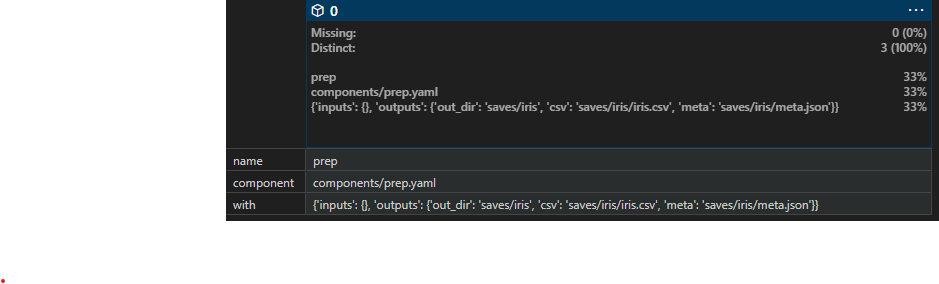 0 ...
Missing: 0 (0%)
Distinct: 3 (100%)
prep 33%
components/prep.yaml 33%
{'inputs': {}, 'outputs': {'out_dir': 'saves/iris', 'csv': 'saves/iris/iris.csv', 'meta': 'saves/iris/meta.json'}} 33%
name prep
component components/prep.yaml
with {'inputs': {}, 'outputs': {'out_dir': 'saves/iris', 'csv': 'saves/iris/iris.csv', 'meta': 'saves/iris/meta.json'}}